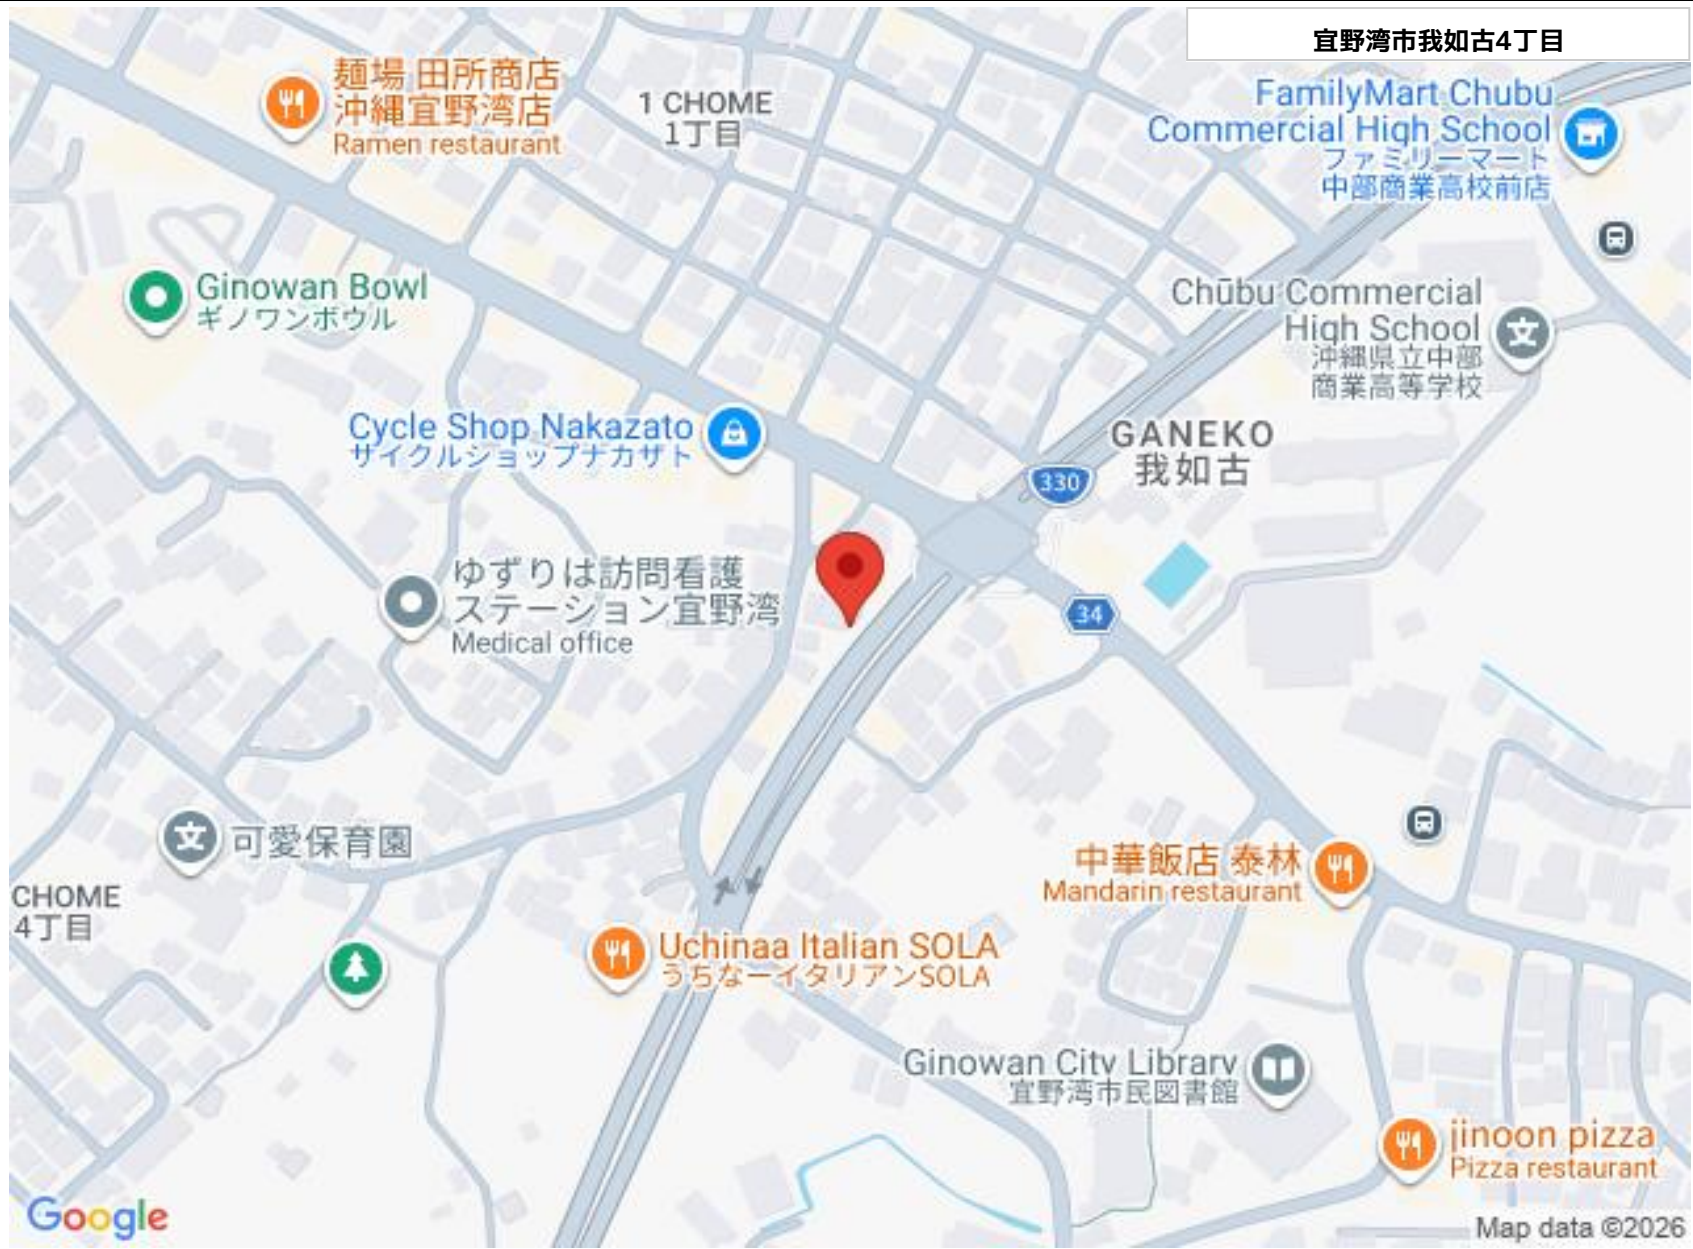 宜野湾市我如古4丁目
麺場 田所商店
沖縄宜野湾店
Ramen restaurant
1 CHOME
1丁目
FamilyMart Chubu
Commercial High School
ファミリーマート
中部商業高校前店
Ginowan Bowl
ギノワンボウル
Chūbu Commercial
High School
沖縄県立中部
商業高等学校
Cycle Shop Nakazato
サイクルショップナカザト
GANEKO
我如古
330
ゆずりは訪問看護
ステーション宜野湾
Medical office
34
文
文
可愛保育園
中華飯店 泰林
Mandarin restaurant
CHOME
4丁目
Uchinaa Italian SOLA
うちなーイタリアンSOLA
Ginowan City Library
宜野湾市民図書館
jinoon pizza
Pizza restaurant
Google
Map data ©2026